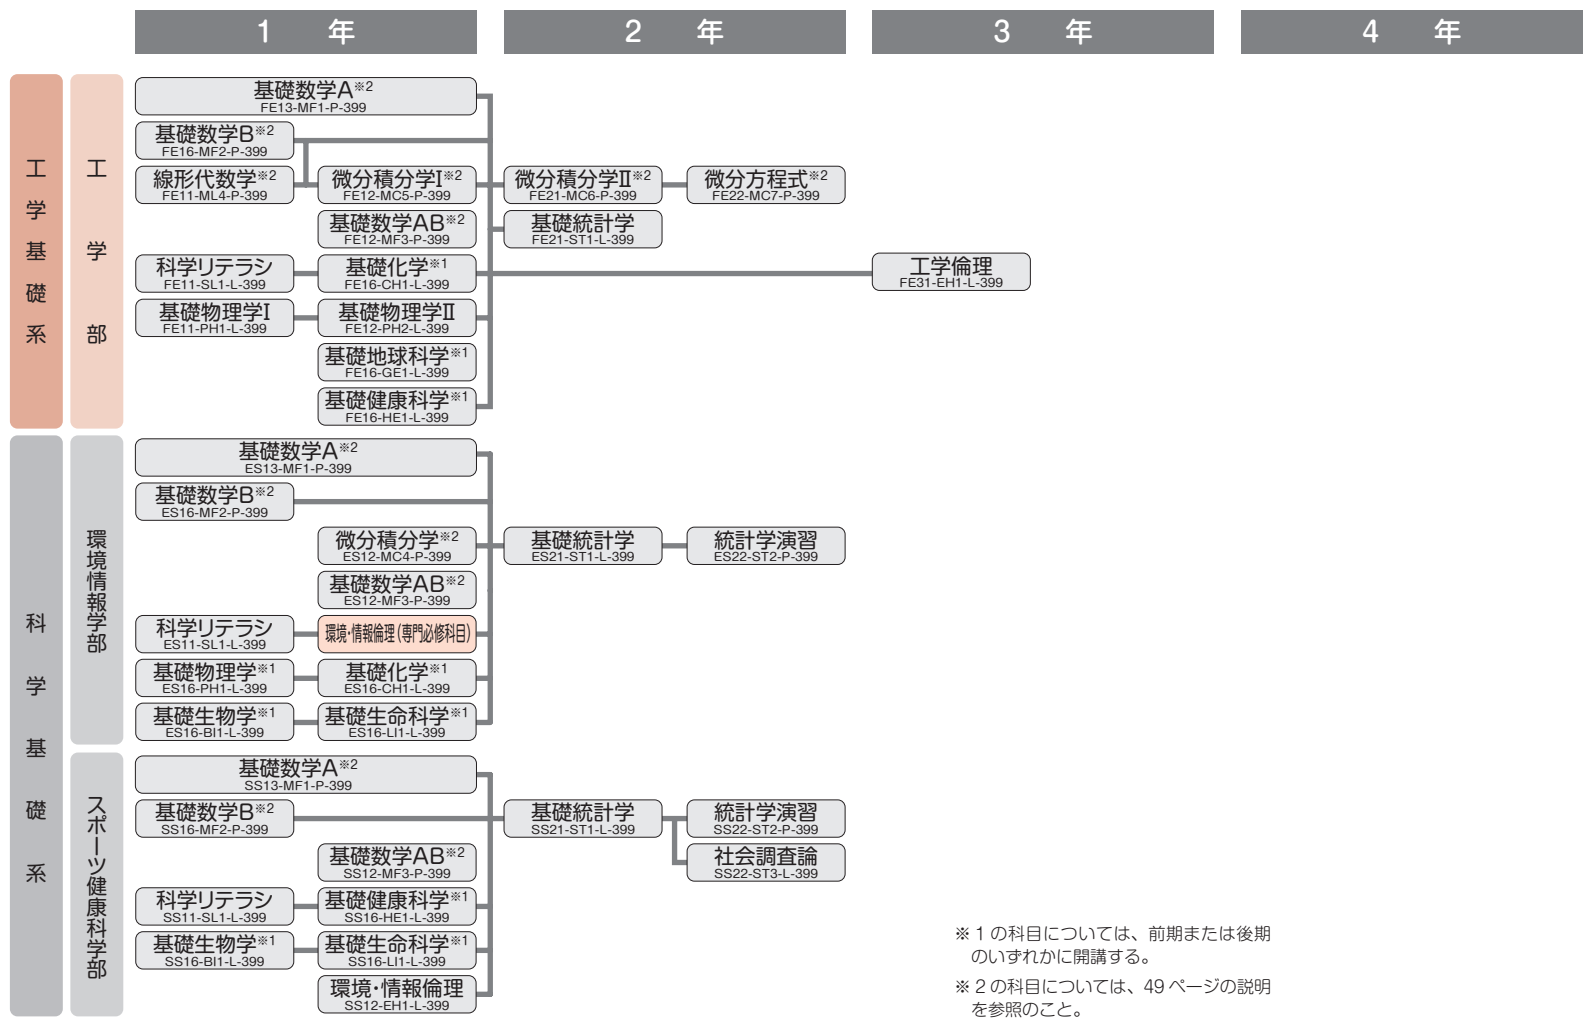 1 年
2 年
3 年
4 年
工学基礎系
工学部
基礎数学A※2
FE13-MF1-P-399
基礎数学B※2
FE16-MF2-P-399
線形代数学※2
FE11-ML4-P-399
微分積分学I※2
FE12-MC5-P-399
微分積分学II※2
FE21-MC6-P-399
微分方程式※2
FE22-MC7-P-399
基礎数学AB※2
FE12-MF3-P-399
基礎統計学
FE21-ST1-L-399
科学リテラシ
FE11-SL1-L-399
基礎化学※1
FE16-CH1-L-399
工学倫理
FE31-EH1-L-399
基礎物理学I
FE11-PH1-L-399
基礎物理学II
FE12-PH2-L-399
基礎地球科学※1
FE16-GE1-L-399
基礎健康科学※1
FE16-HE1-L-399
科学基礎系
環境情報学部
基礎数学A※2
ES13-MF1-P-399
基礎数学B※2
ES16-MF2-P-399
微分積分学※2
ES12-MC4-P-399
基礎統計学
ES21-ST1-L-399
統計学演習
ES22-ST2-P-399
基礎数学AB※2
ES12-MF3-P-399
科学リテラシ
ES11-SL1-L-399
環境・情報倫理(専門必修科目)
基礎物理学※1
ES16-PH1-L-399
基礎化学※1
ES16-CH1-L-399
基礎生物学※1
ES16-BI1-L-399
基礎生命科学※1
ES16-LI1-L-399
スポーツ健康科学部
基礎数学A※2
SS13-MF1-P-399
基礎数学B※2
SS16-MF2-P-399
基礎統計学
SS21-ST1-L-399
統計学演習
SS22-ST2-P-399
基礎数学AB※2
SS12-MF3-P-399
社会調査論
SS22-ST3-L-399
科学リテラシ
SS11-SL1-L-399
基礎健康科学※1
SS16-HE1-L-399
基礎生物学※1
SS16-BI1-L-399
基礎生命科学※1
SS16-LI1-L-399
環境・情報倫理
SS12-EH1-L-399
※1の科目については、前期または後期
のいずれかに開講する。
※2の科目については、49ページの説明
を参照のこと。